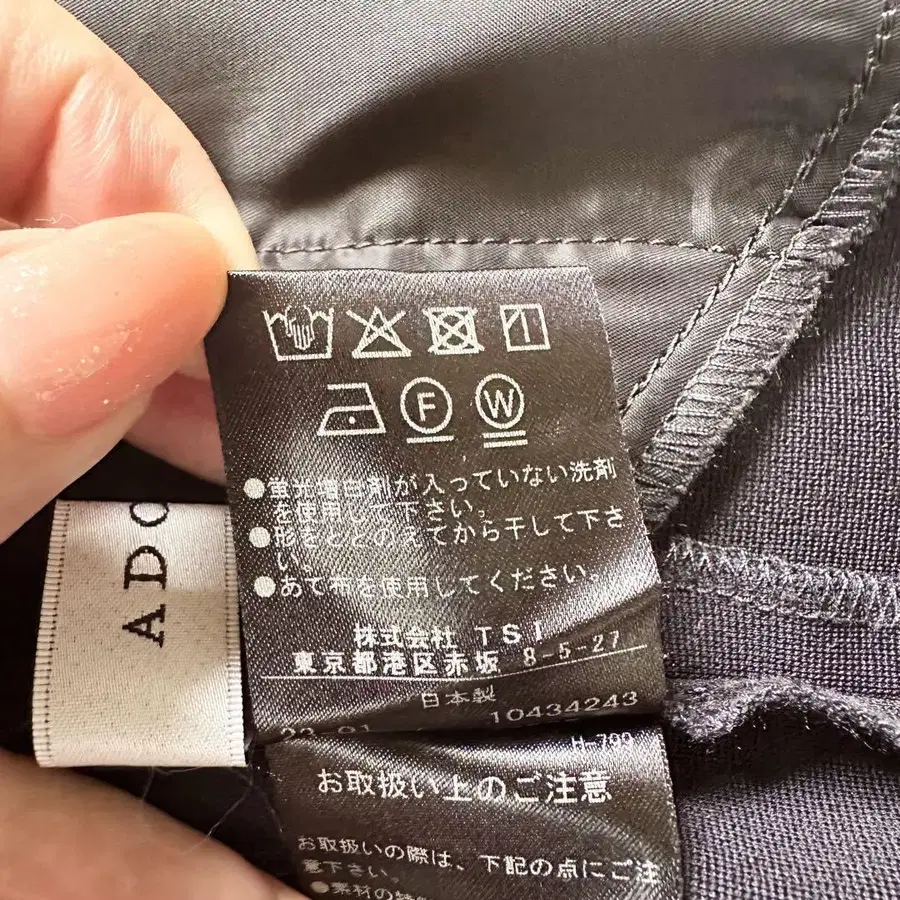 F W
●蛍光増白剤が入っていない洗剤
を使用して下さい。
●形をととのえてから干して下さ
い。
●あて布を使用してください。
株式会社 TSI
東京都港区赤坂 8-5-27
日本製
10434243
H-799
お取扱い上のご注意
お取扱いの際は、下記の点にご注
意下さい。
●素材の特
ADO